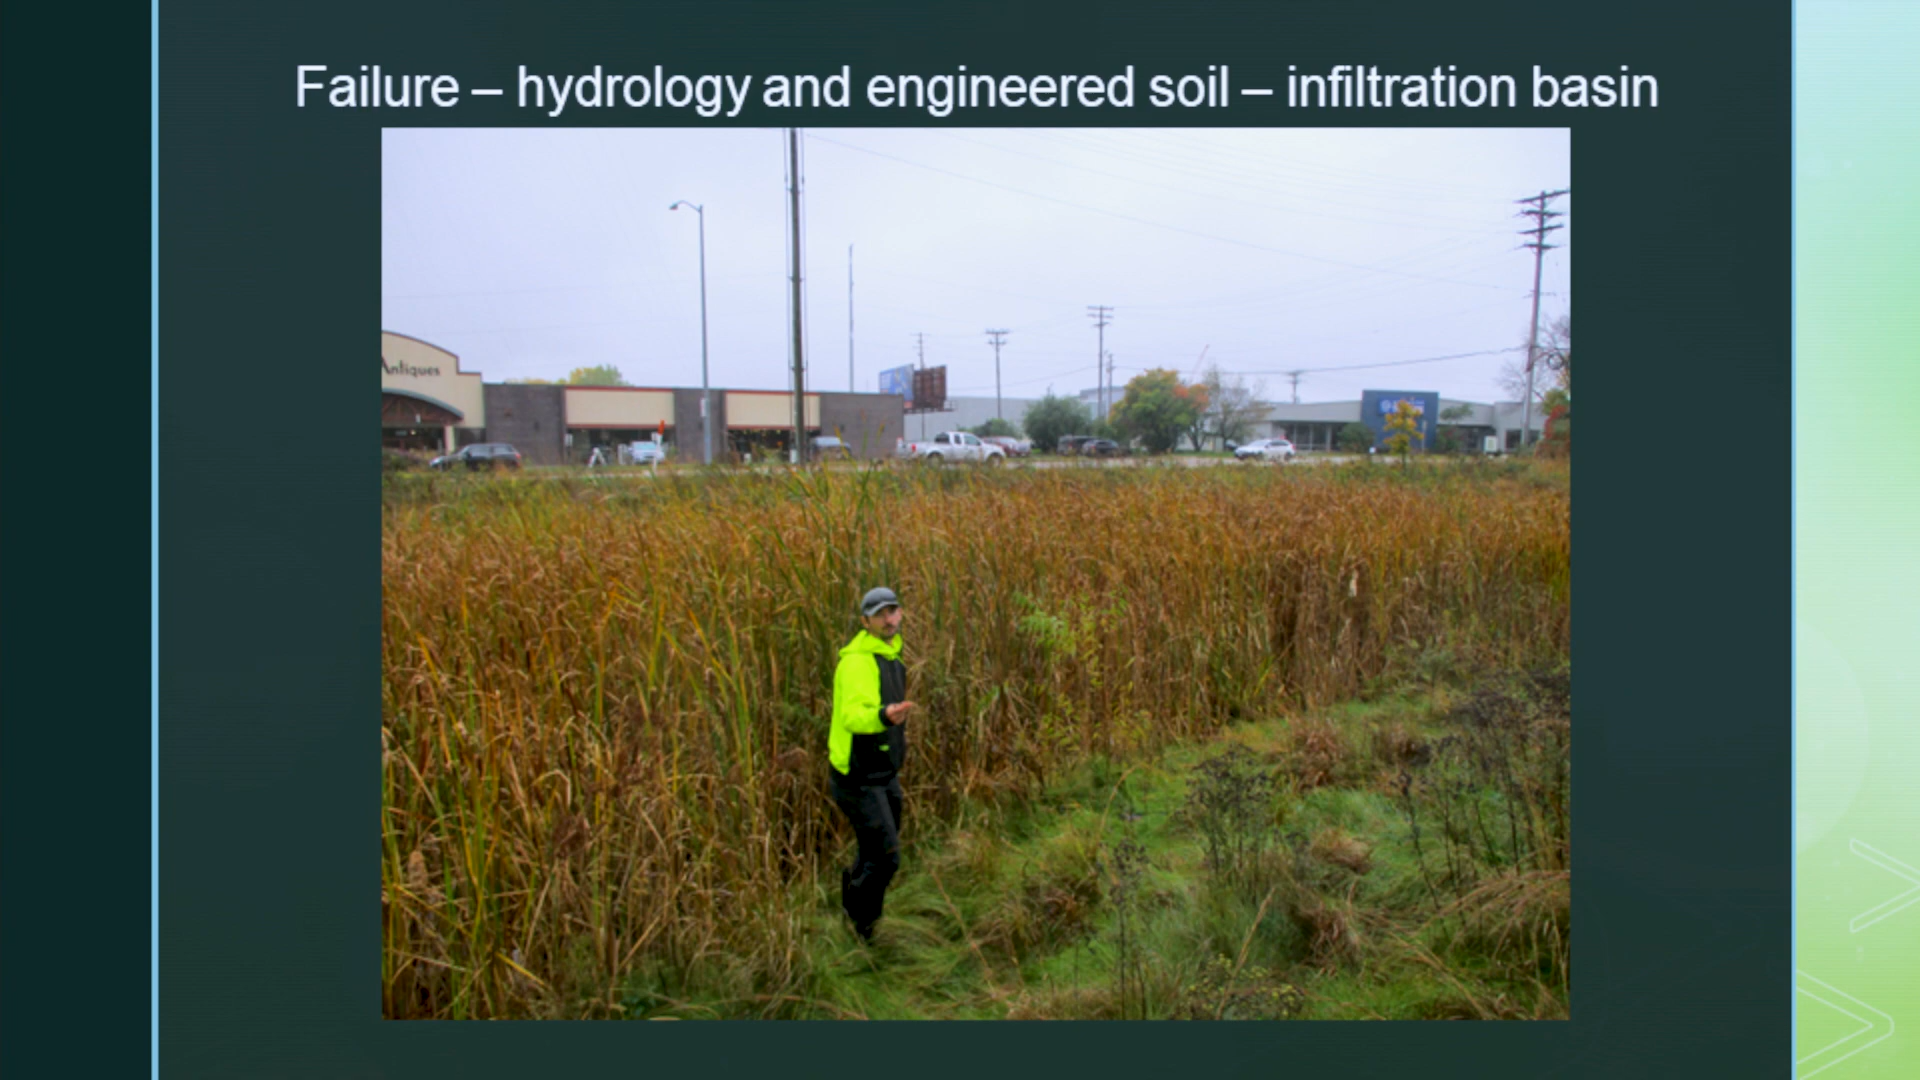 Failure – hydrology and engineered soil – infiltration basin
Antiques